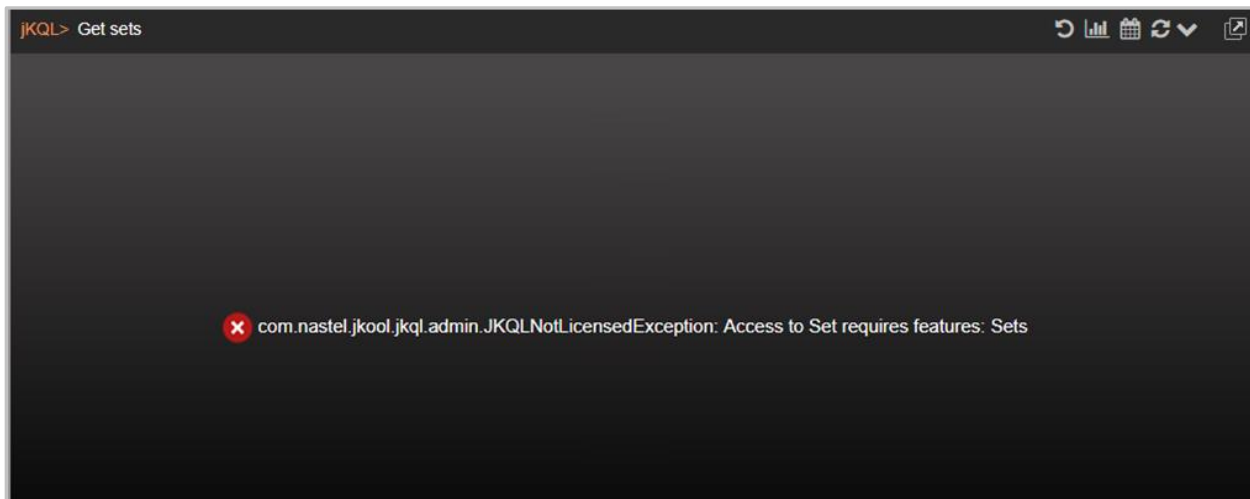 jKQL> Get sets
com.nastel.jkool.jkql.admin.JKQLNotLicensedException: Access to Set requires features: Sets